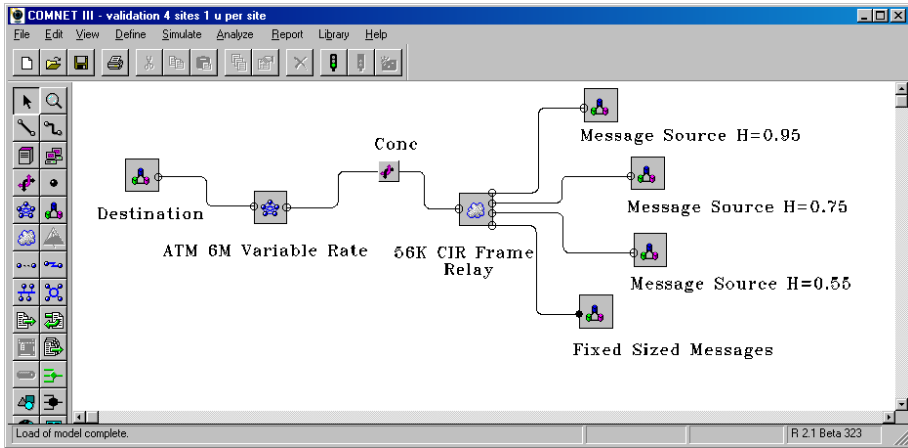 COMNET III - validation 4 sites 1 u per site
File Edit View Define Simulate Analyze Report Library Help
Message Source H=0.95
Conc
Destination
Message Source H=0.75
ATM 6M Variable Rate
56K CIR Frame
Relay
Message Source H=0.55
Fixed Sized Messages
Load of model complete.
R 2.1 Beta 323